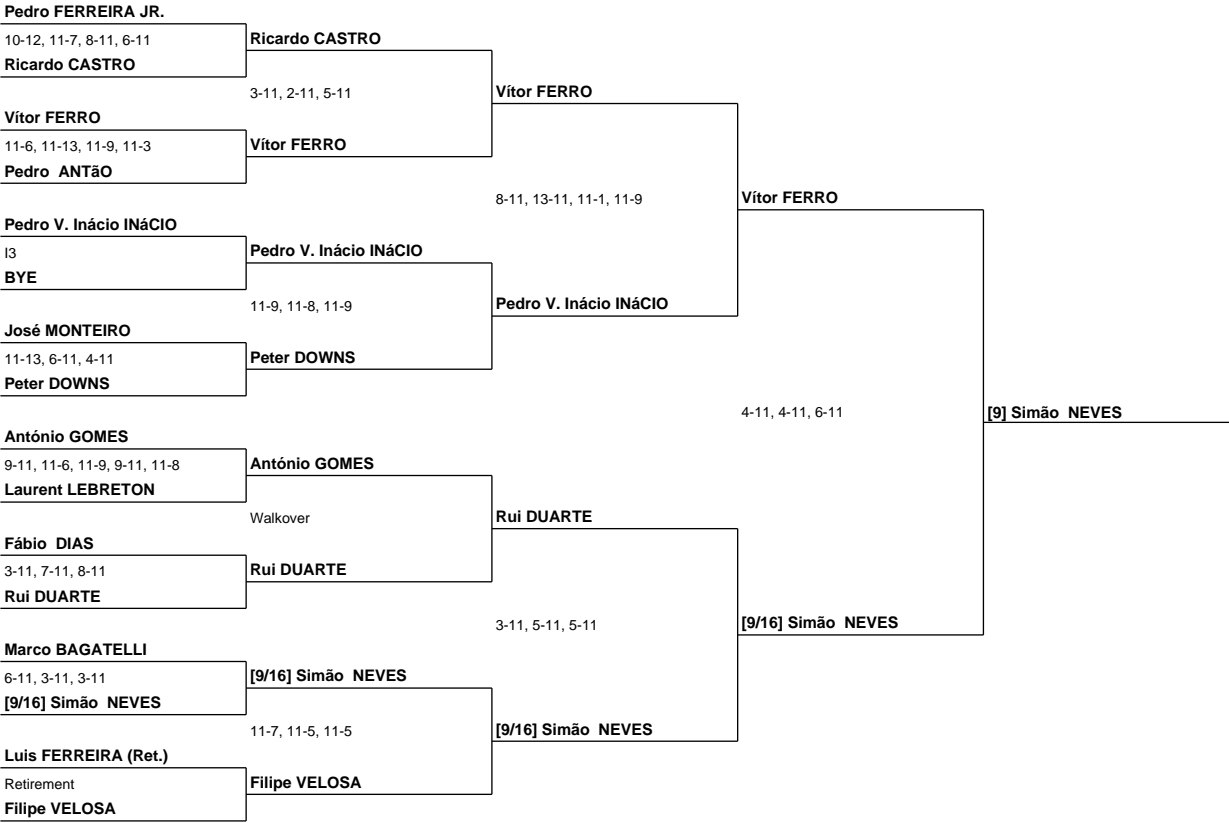 Pedro FERREIRA JR.
10-12, 11-7, 8-11, 6-11
Ricardo CASTRO
Ricardo CASTRO
3-11, 2-11, 5-11
Vítor FERRO
Vítor FERRO
11-6, 11-13, 11-9, 11-3
Vítor FERRO
Pedro  ANTãO
8-11, 13-11, 11-1, 11-9
Vítor FERRO
Pedro V. Inácio INáCIO
I3
Pedro V. Inácio INáCIO
BYE
11-9, 11-8, 11-9
Pedro V. Inácio INáCIO
José MONTEIRO
11-13, 6-11, 4-11
Peter DOWNS
Peter DOWNS
4-11, 4-11, 6-11
[9] Simão  NEVES
António GOMES
9-11, 11-6, 11-9, 9-11, 11-8
António GOMES
Laurent LEBRETON
Walkover
Rui DUARTE
Fábio  DIAS
3-11, 7-11, 8-11
Rui DUARTE
Rui DUARTE
3-11, 5-11, 5-11
[9/16] Simão  NEVES
Marco BAGATELLI
6-11, 3-11, 3-11
[9/16] Simão  NEVES
[9/16] Simão  NEVES
11-7, 11-5, 11-5
[9/16] Simão  NEVES
Luis FERREIRA (Ret.)
Retirement
Filipe VELOSA
Filipe VELOSA